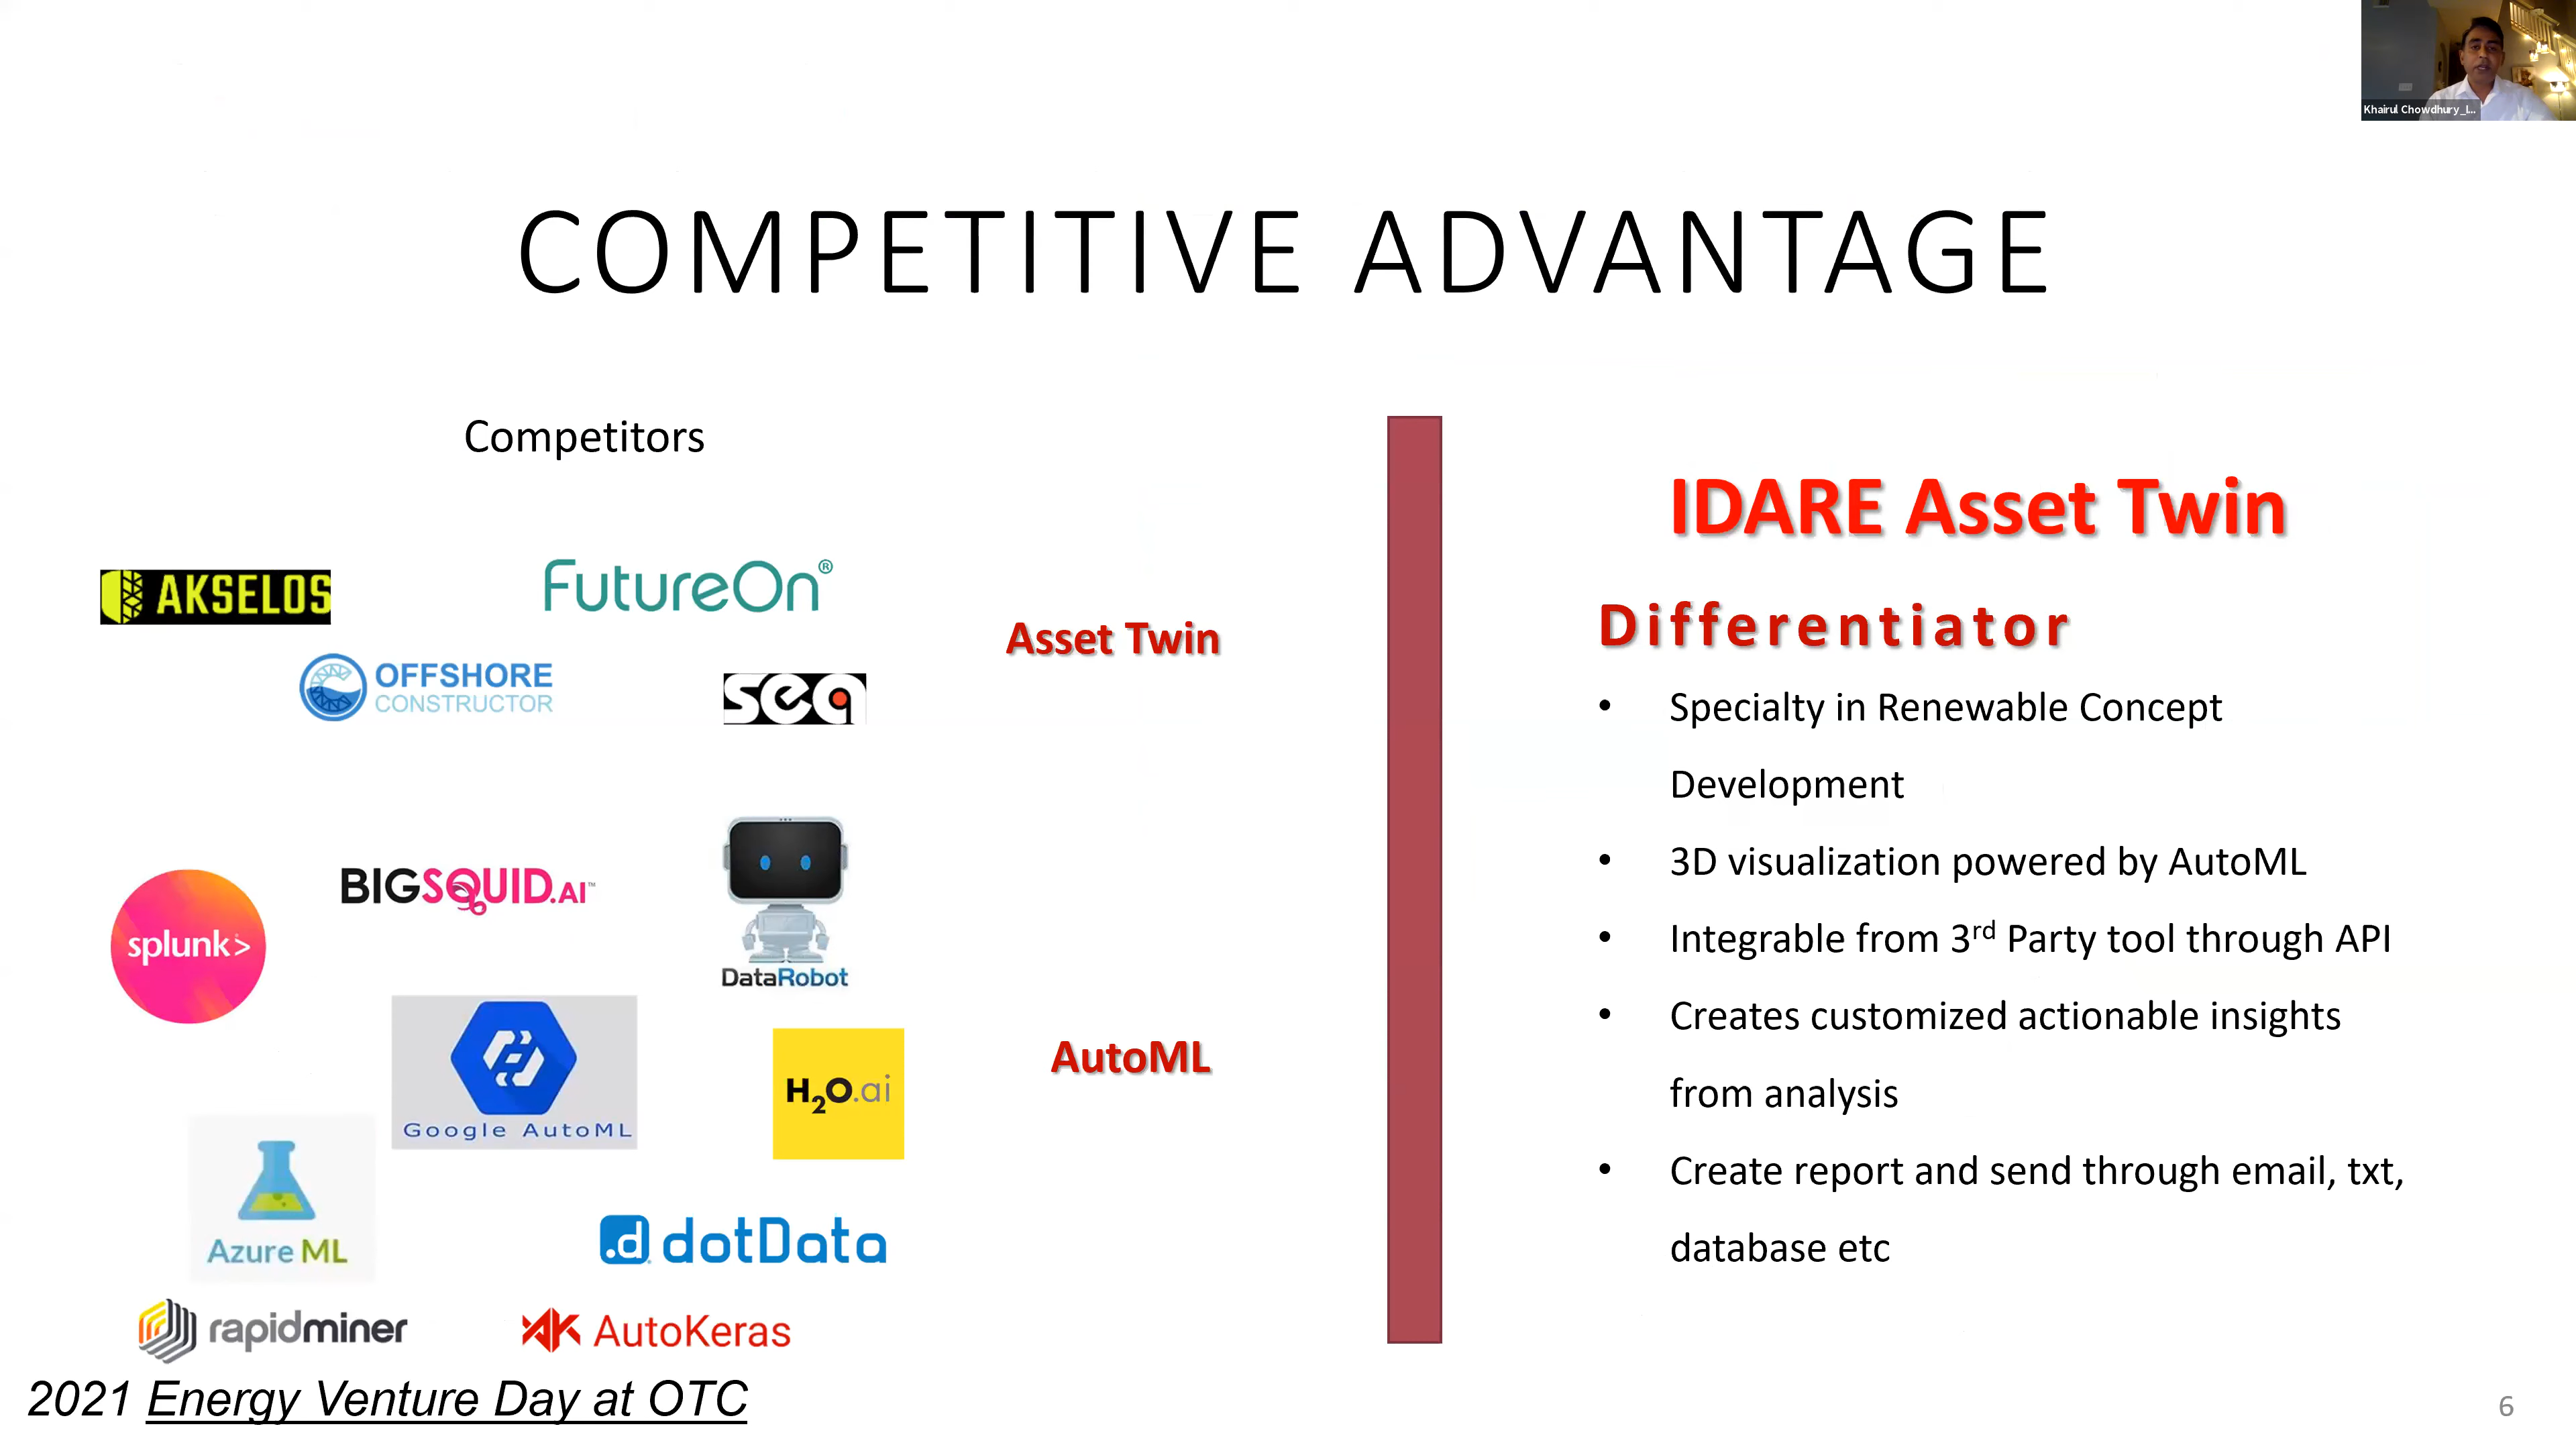 Khairul Chowdhury_I...
COMPETITIVE ADVANTAGE
Competitors
AKSELOS
FutureOn®
OFFSHORE
CONSTRUCTOR
sea
Asset Twin
splunk>
BIGSQUID.AI™
DataRobot
Google AutoML
H2O.ai
AutoML
Azure ML
.d dotData
rapidminer
AutoKeras
IDARE Asset Twin
Differentiator
• Specialty in Renewable Concept
Development
• 3D visualization powered by AutoML
• Integrable from 3rd Party tool through API
• Creates customized actionable insights
from analysis
• Create report and send through email, txt,
database etc
2021 Energy Venture Day at OTC
6